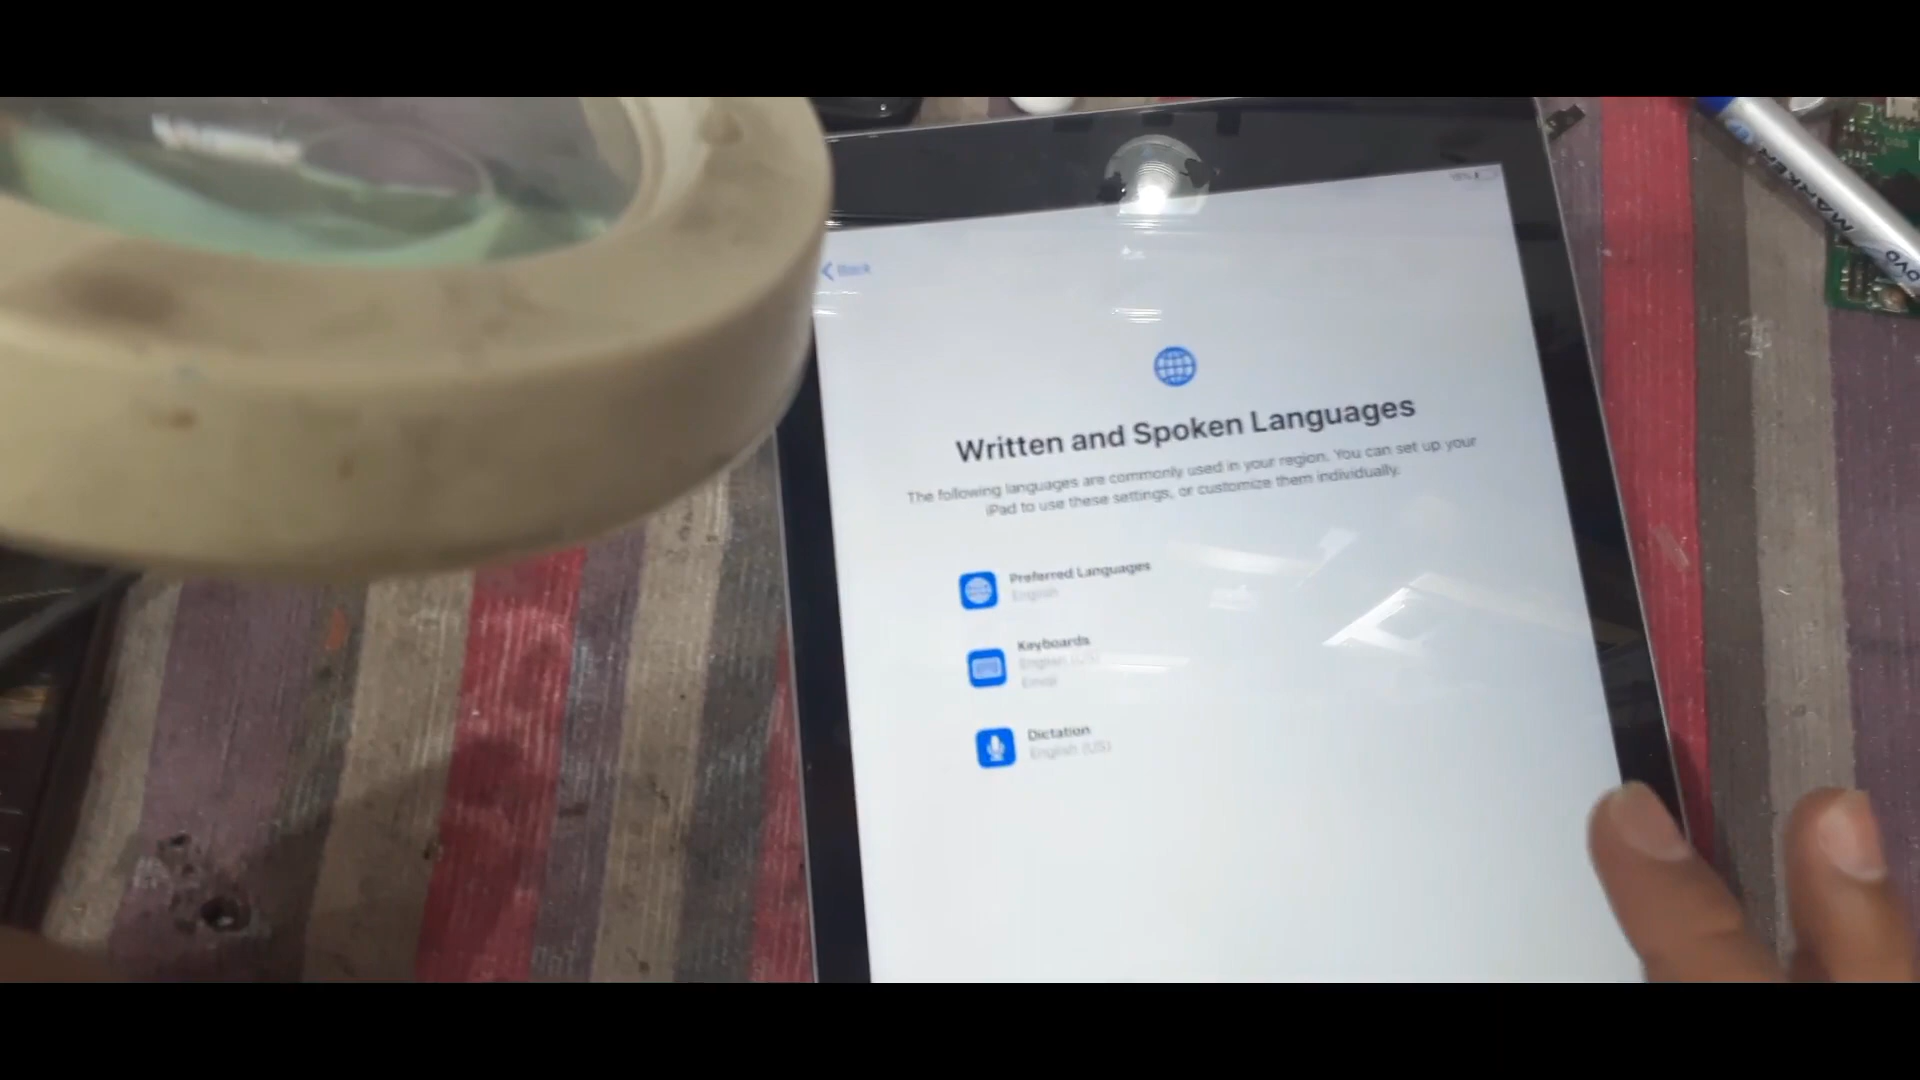 Back
Written and Spoken Languages
The following languages are commonly used in your region. You can set up your
iPad to use these settings, or customize them individually.
Preferred Languages
English
Keyboards
English (US)
Emoji
Dictation
English (US)
MARKER
DVD